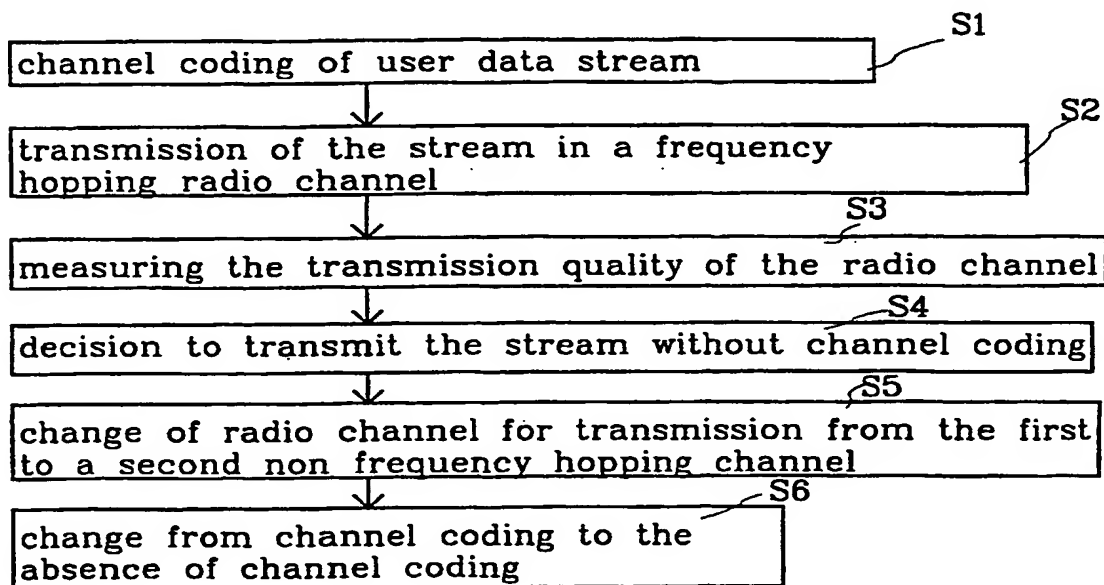 S1
channel coding of user data stream
S2
transmission of the stream in a frequency
hopping radio channel
S3
measuring the transmission quality of the radio channel
S4
decision to transmit the stream without channel coding
S5
change of radio channel for transmission from the first
to a second non frequency hopping channel
S6
change from channel coding to the
absence of channel coding